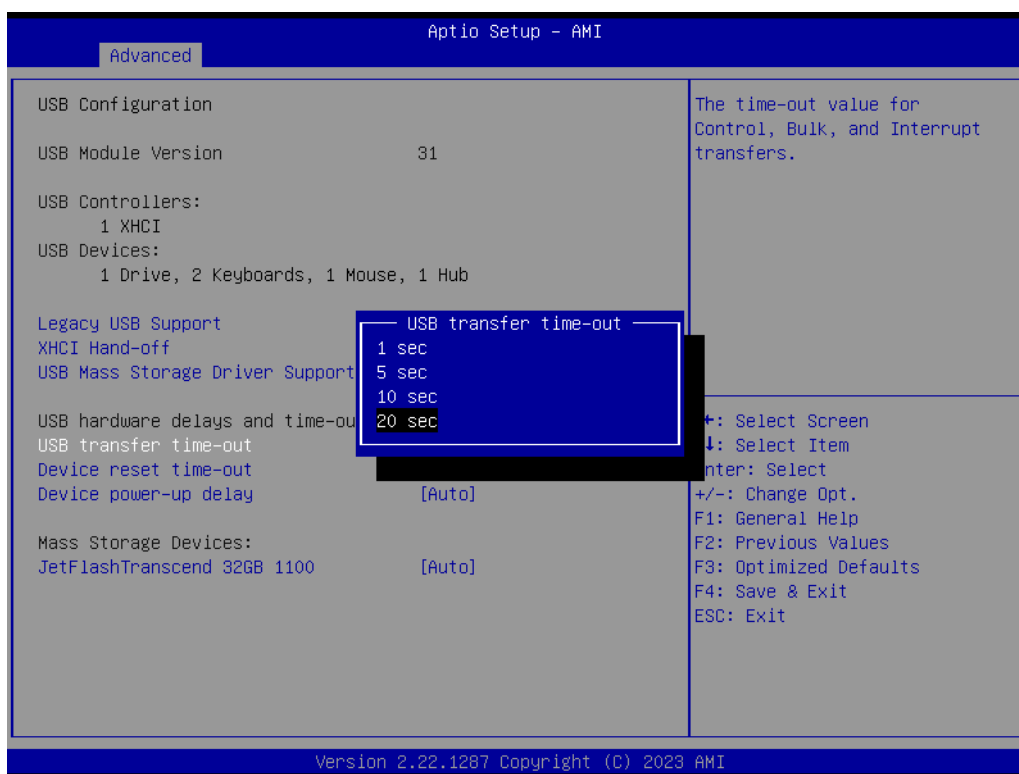 Aptio Setup – AMI
Advanced
USB Configuration
USB Module Version 31
USB Controllers:
1 XHCI
USB Devices:
1 Drive, 2 Keyboards, 1 Mouse, 1 Hub
Legacy USB Support
XHCI Hand-off
USB Mass Storage Driver Support
USB hardware delays and time-ou
USB transfer time-out
Device reset time-out
Device power-up delay [Auto]
Mass Storage Devices:
JetFlashTranscend 32GB 1100 [Auto]
USB transfer time-out
1 sec
5 sec
10 sec
20 sec
The time-out value for
Control, Bulk, and Interrupt
transfers.
: Select Screen
: Select Item
nter: Select
+/-: Change Opt.
F1: General Help
F2: Previous Values
F3: Optimized Defaults
F4: Save & Exit
ESC: Exit
Version 2.22.1287 Copyright (C) 2023 AMI